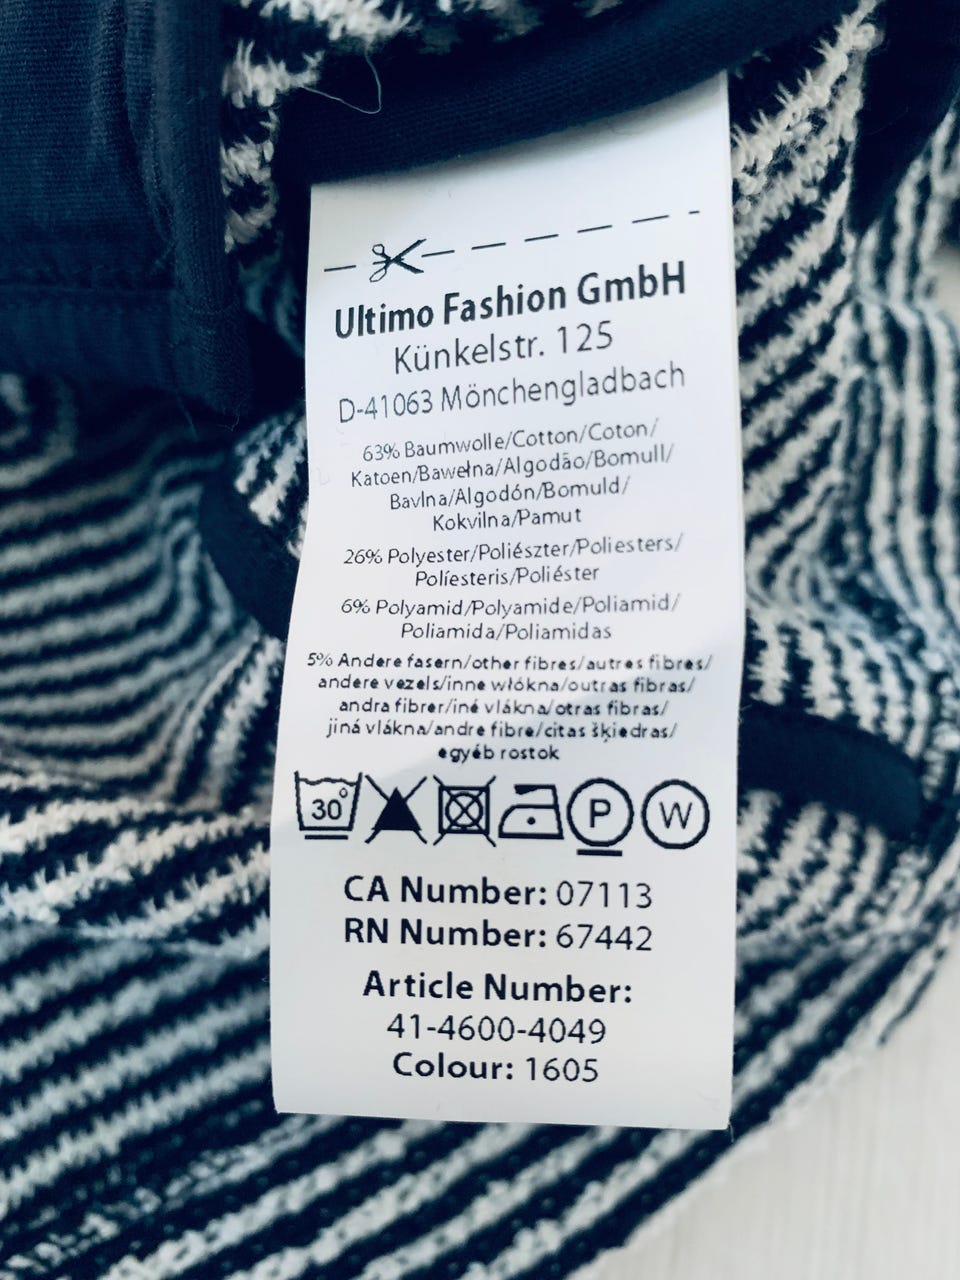 Ultimo Fashion GmbH
Künkelstr. 125
D-41063 Mönchengladbach
63% Baumwolle/Cotton/Coton/
Katoen/Bawełna/Algodão/Bomull/
Bavlna/Algodón/Bomuld/
Kokvilna/Pamut
26% Polyester/Poliészter/Poliesters/
Políesteris/Poliéster
6% Polyamid/Polyamide/Poliamid/
Poliamida/Poliamidas
5% Andere fasern/other fibres/autres fibres/
andere vezels/inne włókna/outras fibras/
andra fibrer/iné vlákna/otras fibras/
jiná vlákna/andre fibre/citas šķiedras/
egyéb rostok
30° P W
CA Number: 07113
RN Number: 67442
Article Number:
41-4600-4049
Colour: 1605